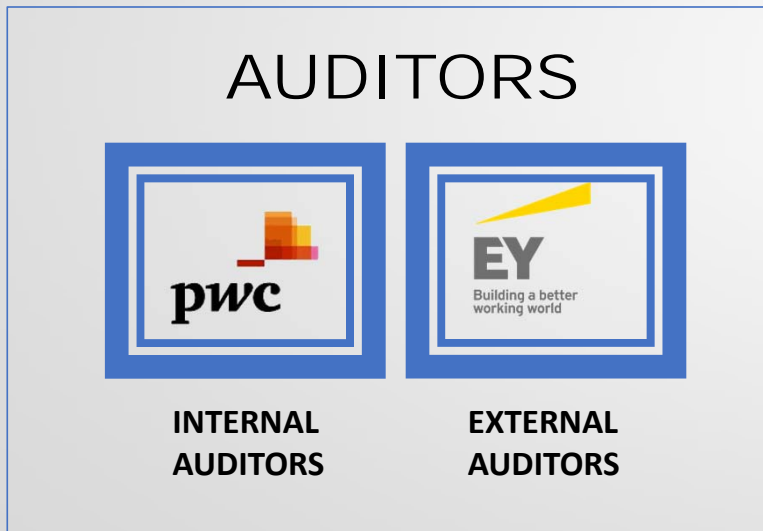 AUDITORS
pwc
EY
Building a better
working world
INTERNAL
AUDITORS
EXTERNAL
AUDITORS